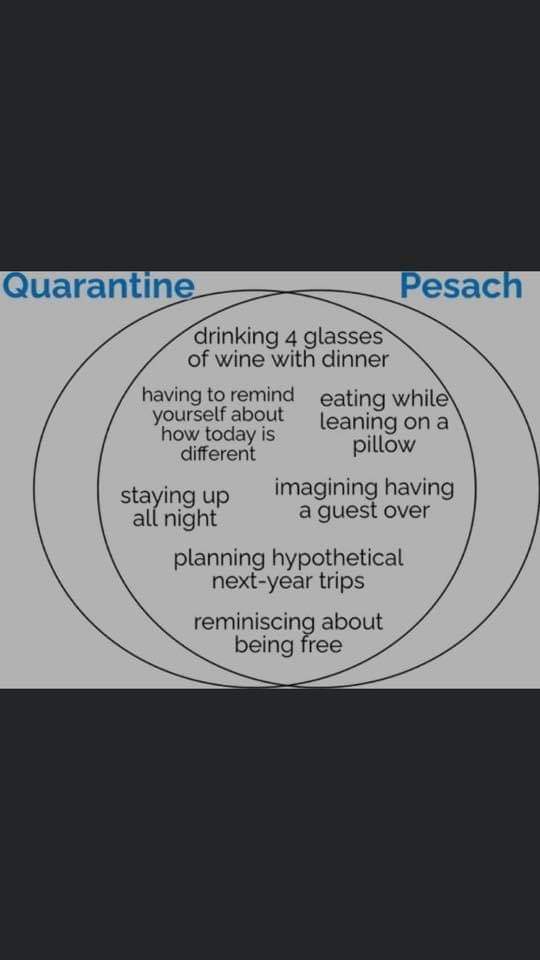 Quarantine
Pesach
drinking 4 glasses
of wine with dinner
having to remind
yourself about
how today is
different
eating while
leaning on a
pillow
staying up
all night
imagining having
a guest over
planning hypothetical
next-year trips
reminiscing about
being free